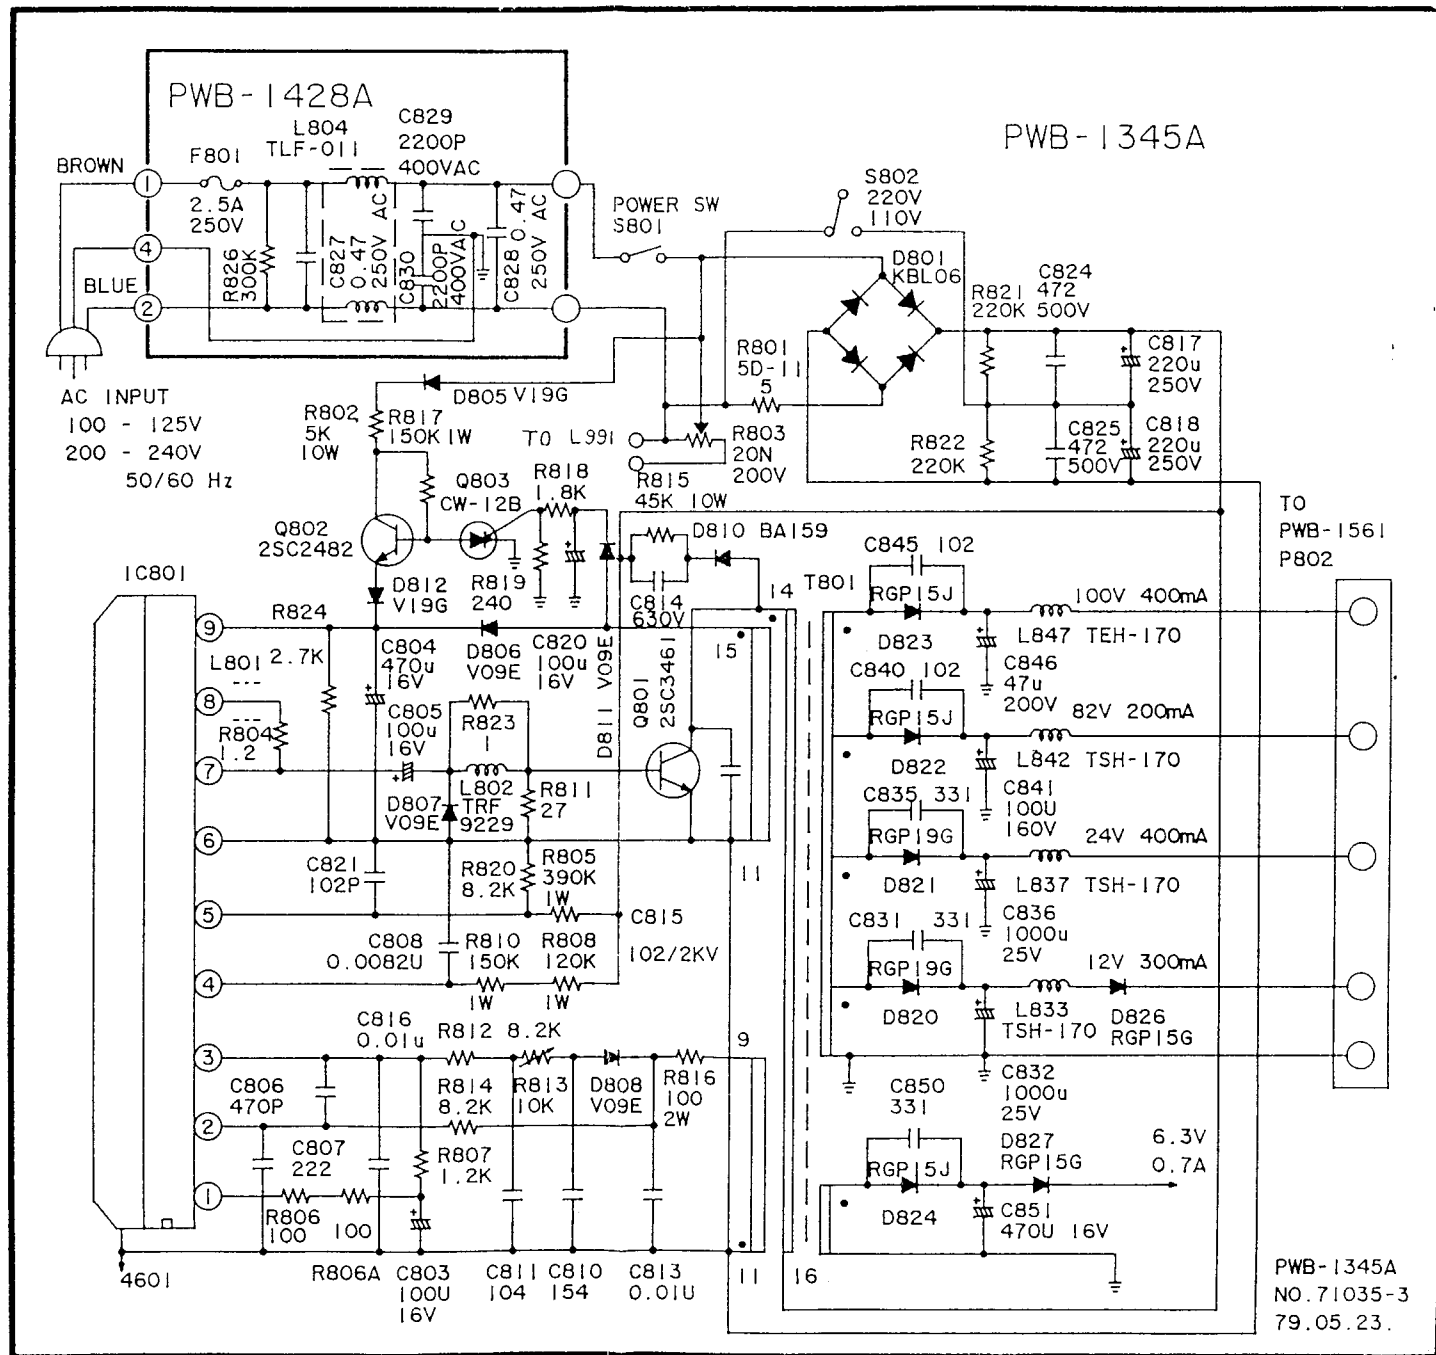 PWB-1428A
PWB-1345A
BROWN
F801
2.5A
250V
L804
TLF-011
C829
2200P
400VAC
1
4
2
BLUE
R826
300K
C827
0.47
250V AC
C830
2200P
400VAC
C828
0.47
250V AC
POWER SW
S801
S802
220V
110V
D801
KBL06
R821
220K
C824
472
500V
C817
220u
250V
AC INPUT
100 - 125V
200 - 240V
50/60 Hz
R802
5K
10W
R817
150K 1W
D805 V19G
R801
5D-11
5
TO L991
R803
20N
200V
R822
220K
C825
472
500V
C818
220u
250V
Q803
CW-12B
R818
1.8K
R815
45K 10W
Q802
2SC2482
D810 BA159
TO
PWB-1561
P802
1C801
D812
V19G
R819
240
C814
630V
14
T801
C845 102
RGP15J
D823
100V 400mA
L847 TEH-170
C846
47u
200V
9
R824
2.7K
L801
C804
470u
16V
D806
V09E
C820
100u
16V
D811 V09E
Q801
2SC3461
15
8
R804
1.2
C805
100u
16V
R823
1
C840 102
RGP15J
D822
82V 200mA
L842 TSH-170
C841
100U
160V
7
D807
V09E
L802
TRF
9229
R811
27
6
C821
102P
R820
8.2K
R805
390K
1W
11
C835 331
RGP19G
D821
24V 400mA
L837 TSH-170
C836
1000u
25V
5
C808
0.0082U
R810
150K
1W
R808
120K
1W
C815
102/2KV
C831 331
RGP19G
D820
12V 300mA
L833
TSH-170
D826
RGP15G
4
C816
0.01u
R812 8.2K
9
3
C806
470P
R814
8.2K
R813
10K
D808
V09E
R816
100
2W
C832
1000u
25V
2
C807
222
R807
1.2K
C850
331
RGP15J
D824
D827
RGP15G
6.3V
0.7A
1
R806
100
100
R806A
C851
470U 16V
4601
C803
100U
16V
C811
104
C810
154
C813
0.01U
11
16
PWB-1345A
NO.71035-3
79.05.23.